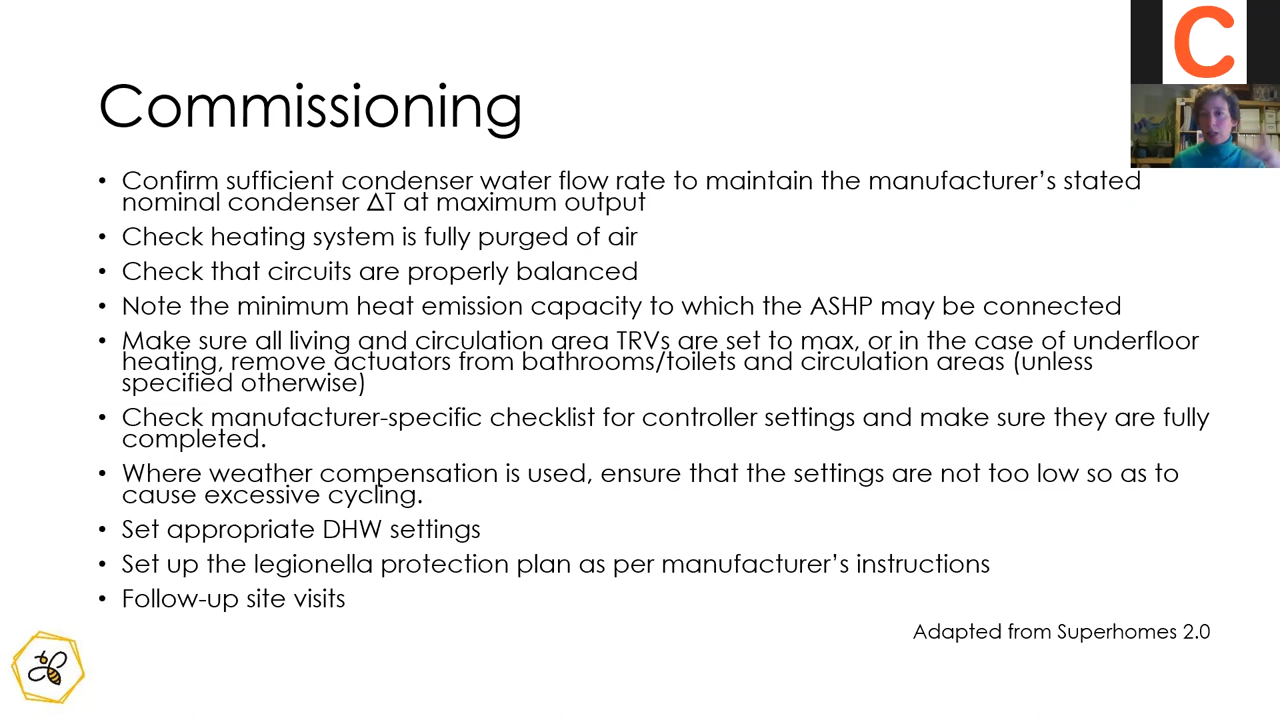 C
Commissioning
• Confirm sufficient condenser water flow rate to maintain the manufacturer’s stated
nominal condenser ΔT at maximum output
• Check heating system is fully purged of air
• Check that circuits are properly balanced
• Note the minimum heat emission capacity to which the ASHP may be connected
• Make sure all living and circulation area TRVs are set to max, or in the case of underfloor
heating, remove actuators from bathrooms/toilets and circulation areas (unless
specified otherwise)
• Check manufacturer-specific checklist for controller settings and make sure they are fully
completed.
• Where weather compensation is used, ensure that the settings are not too low so as to
cause excessive cycling.
• Set appropriate DHW settings
• Set up the legionella protection plan as per manufacturer’s instructions
• Follow-up site visits
Adapted from Superhomes 2.0